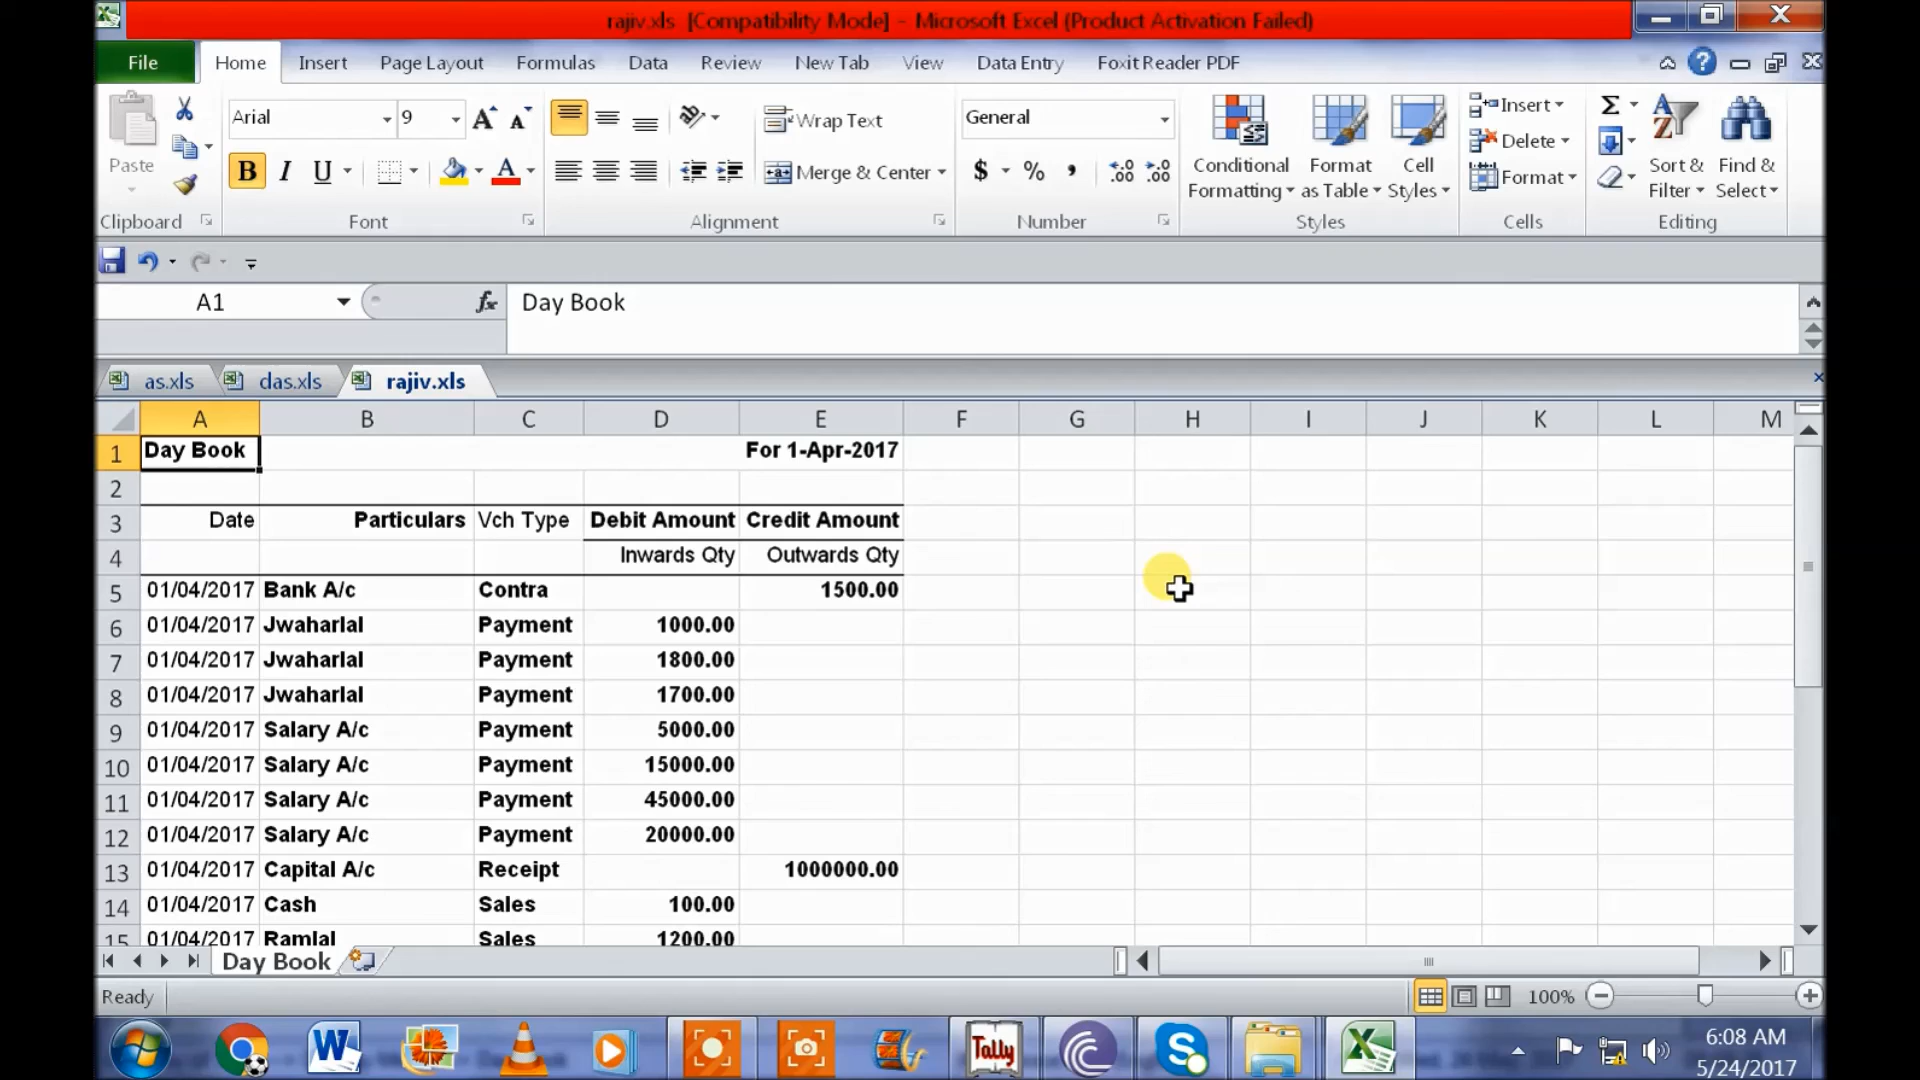 rajiv.xls [Compatibility Mode] - Microsoft Excel (Product Activation Failed)
File Home Insert Page Layout Formulas Data Review New Tab View Data Entry Foxit Reader PDF
Paste
Clipboard
Arial 9
B I U A
Font
Wrap Text
Merge & Center
Alignment
General
$ % ,
Number
Conditional Formatting
Format as Table
Cell Styles
Styles
Insert
Delete
Format
Cells
Σ
Sort & Filter
Find & Select
Editing
A1 fx Day Book
as.xls das.xls rajiv.xls
A B C D E F G H I J K L M
1 Day Book For 1-Apr-2017
2
3 Date Particulars Vch Type Debit Amount Credit Amount
4 Inwards Qty Outwards Qty
5 01/04/2017 Bank A/c Contra 1500.00
6 01/04/2017 Jwaharlal Payment 1000.00
7 01/04/2017 Jwaharlal Payment 1800.00
8 01/04/2017 Jwaharlal Payment 1700.00
9 01/04/2017 Salary A/c Payment 5000.00
10 01/04/2017 Salary A/c Payment 15000.00
11 01/04/2017 Salary A/c Payment 45000.00
12 01/04/2017 Salary A/c Payment 20000.00
13 01/04/2017 Capital A/c Receipt 1000000.00
14 01/04/2017 Cash Sales 100.00
15 01/04/2017 Ramlal Sales 1200.00
Day Book
Ready 100%
Tally
6:08 AM
5/24/2017